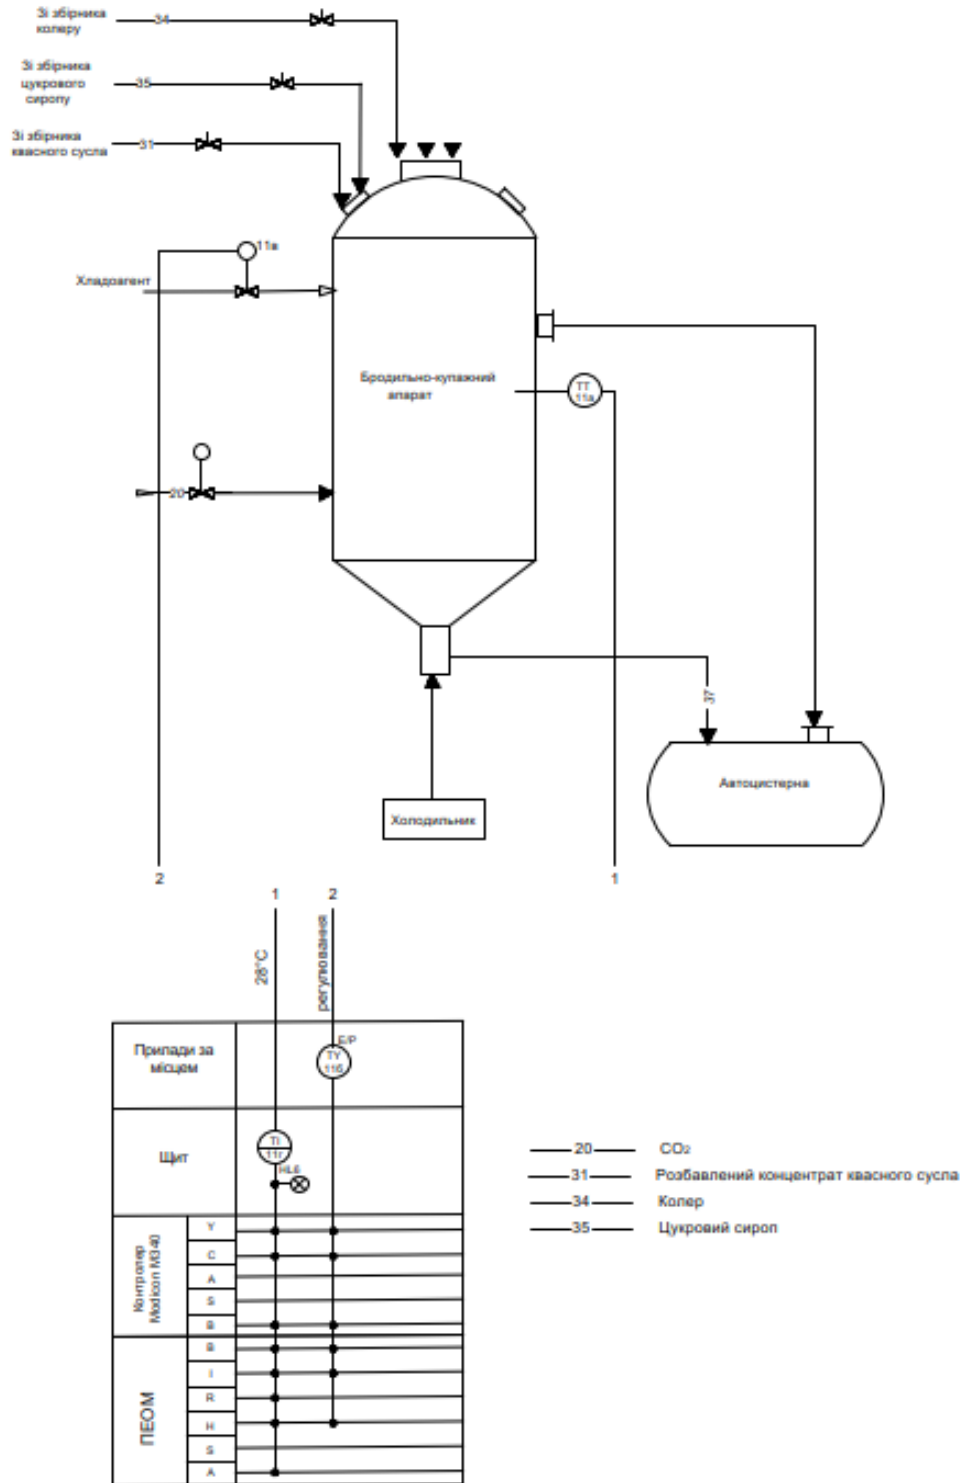 Зі збірника
колеру
34
Зі збірника
цукрового
сиропу
35
Зі збірника
квасного сусла
31
11в
Хладоагент
Бродильно-купажний
апарат
ТТ
11а
20
37
Автоцистерна
Холодильник
2
1
1
2
28°C
регулювання
Прилади за
місцем
E/P
TY
11б
Щит
TI
11г
HL6
Контролер
Modicon M340
Y
C
A
S
B
ПЕОМ
B
I
R
H
S
A
20 CO2
31 Розбавлений концентрат квасного сусла
34 Колер
35 Цукровий сироп